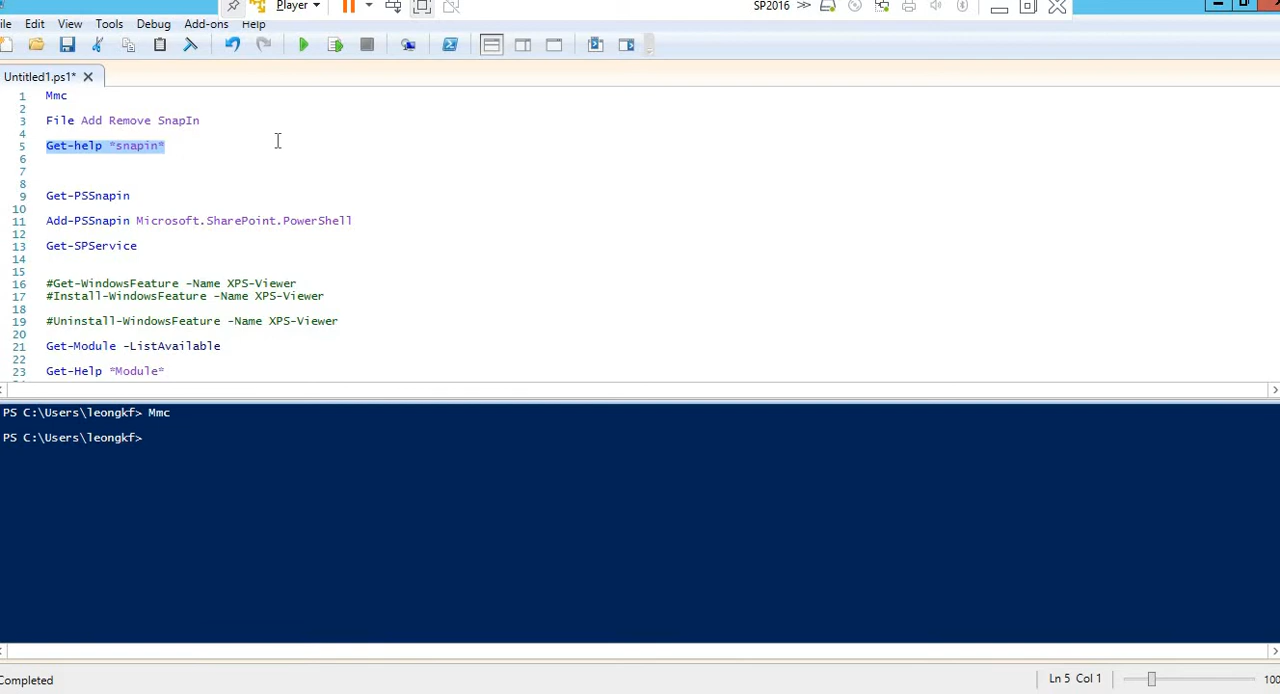 Player SP2016
ile Edit View Tools Debug Add-ons Help
Untitled1.ps1*
1 Mmc
2
3 File Add Remove SnapIn
4
5 Get-help *snapin*
6
7
8
9 Get-PSSnapin
10
11 Add-PSSnapin Microsoft.SharePoint.PowerShell
12
13 Get-SPService
14
15
16 #Get-WindowsFeature -Name XPS-Viewer
17 #Install-WindowsFeature -Name XPS-Viewer
18
19 #Uninstall-WindowsFeature -Name XPS-Viewer
20
21 Get-Module -ListAvailable
22
23 Get-Help *Module*
PS C:\Users\leongkf> Mmc
PS C:\Users\leongkf>
Completed Ln 5 Col 1 100